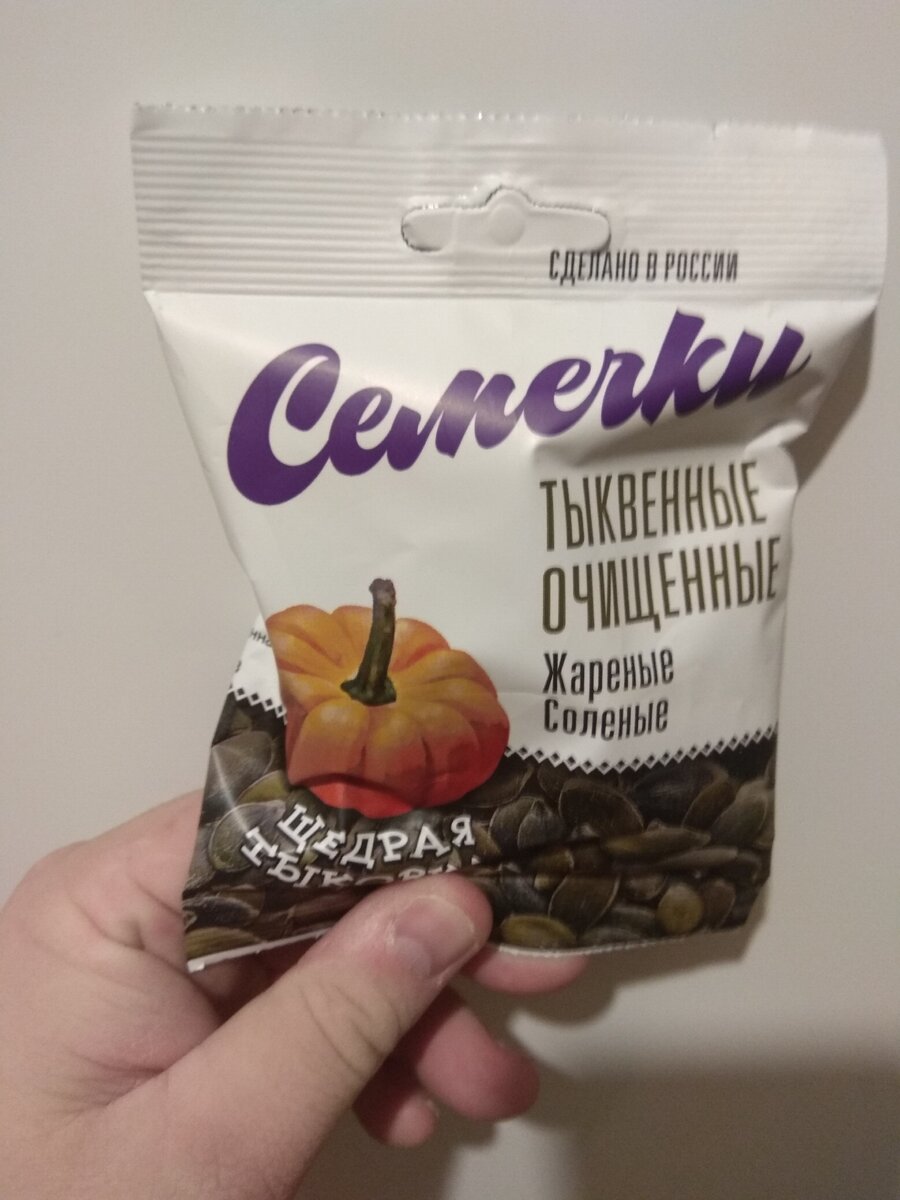 СДЕЛАНО В РОССИИ
Семечки
ТЫКВЕННЫЕ
ОЧИЩЕННЫЕ
Жареные
Соленые
ЩЕДРАЯ